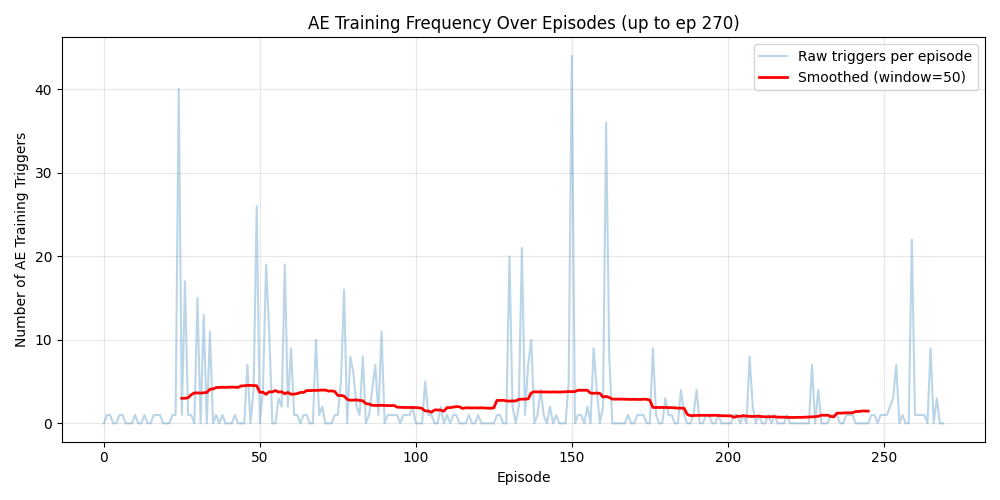 AE Training Frequency Over Episodes (up to ep 270)
Raw triggers per episode
Smoothed (window=50)
Number of AE Training Triggers
40
30
20
10
0
0 50 100 150 200 250
Episode